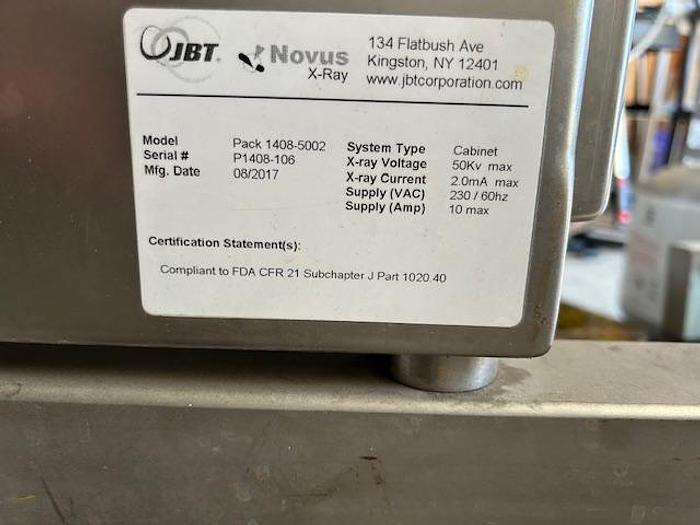 JBT.
Novus
X-Ray
134 Flatbush Ave
Kingston, NY 12401
www.jbtcorporation.com
Model Pack 1408-5002
Serial # P1408-106
Mfg. Date 08/2017
System Type Cabinet
X-ray Voltage 50Kv max
X-ray Current 2.0mA max
Supply (VAC) 230 / 60hz
Supply (Amp) 10 max
Certification Statement(s):
Compliant to FDA CFR 21 Subchapter J Part 1020.40